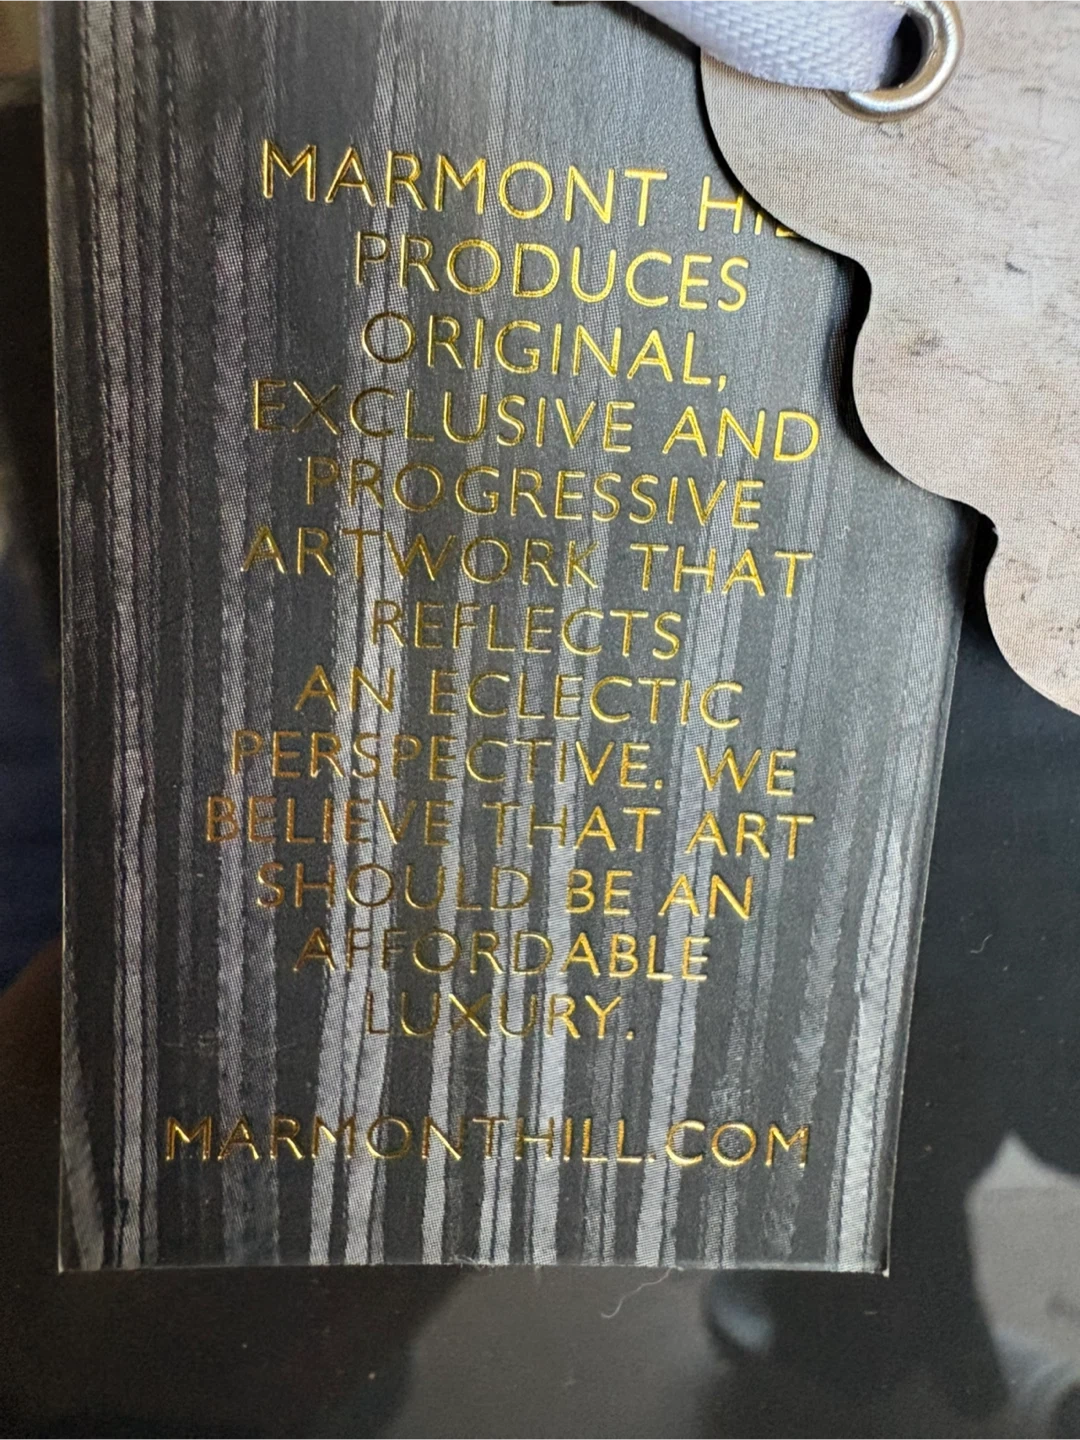 MARMONT HILL
PRODUCES
ORIGINAL,
EXCLUSIVE AND
PROGRESSIVE
ARTWORK THAT
REFLECTS
AN ECLECTIC
PERSPECTIVE. WE
BELIEVE THAT ART
SHOULD BE AN
AFFORDABLE
LUXURY.
MARMONTHILL.COM